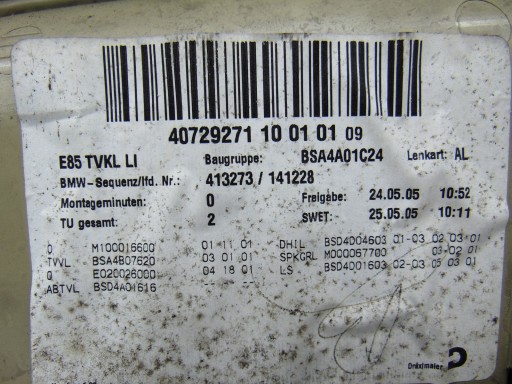 40729271 10 01 01 09
E85 TVKL LI Baugruppe: BSA4A01C24 Lenkart: AL
BMW-Sequenz/lfd. Nr.: 413273 / 141228
Montageminuten: 0 Freigabe: 24.05.05 10:52
TU gesamt: 2 SWET: 25.05.05 10:11
Q M100016600 01 11 01 DHIL BSD4D04603 01-03 02 03 01
TVVL BSA4B07620 03 01 01 SPKGRL M000067700 03-02 01
Q E020026000 04 18 01 LS BSD4D01603 02-03 05 03 01
ABTVL BSD4A01616
Dräxlmaier